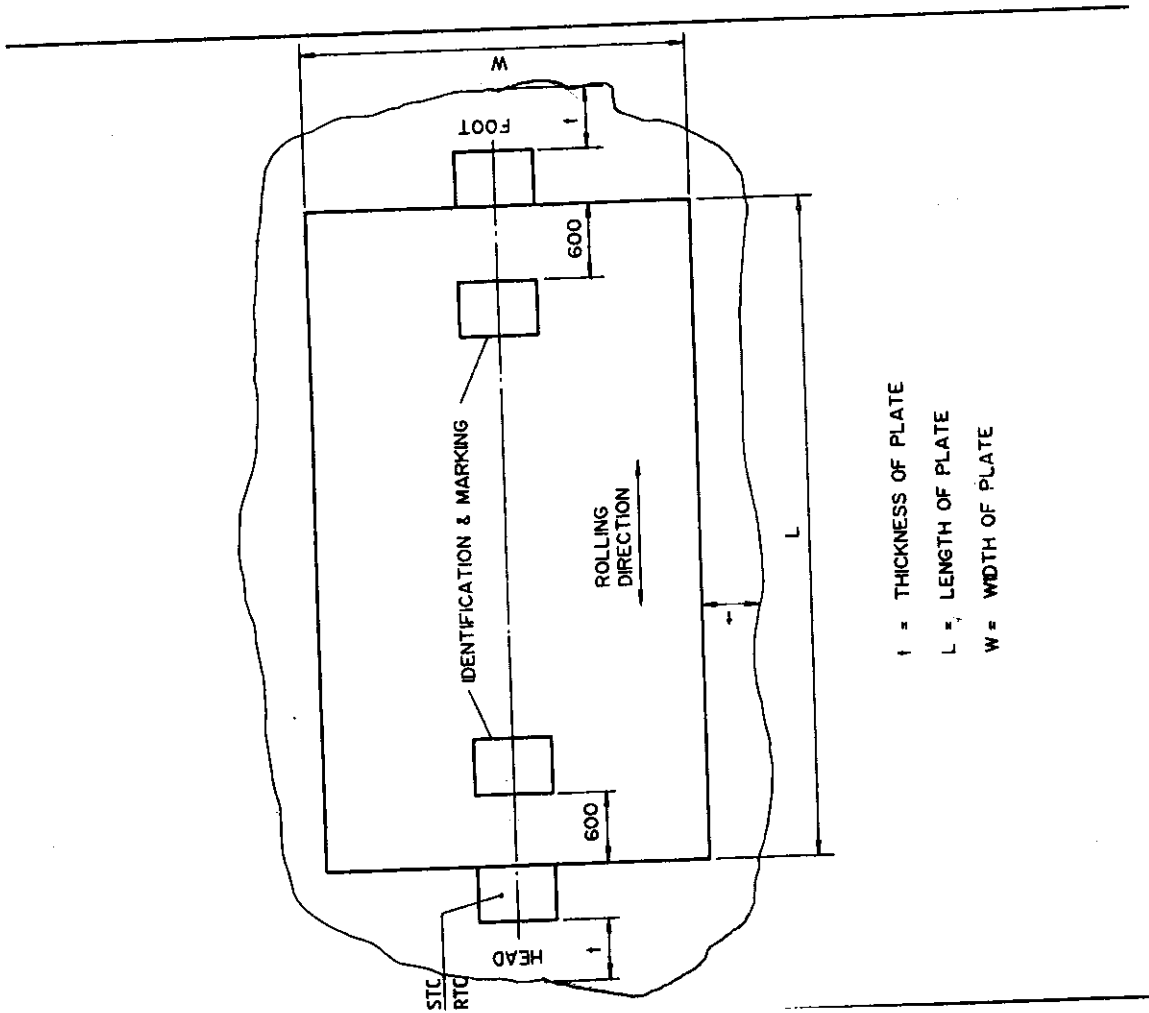 W
FOOT
t
600
IDENTIFICATION & MARKING
ROLLING
DIRECTION
L
t
600
HEAD
t
STC
RTC
t = THICKNESS OF PLATE
L = LENGTH OF PLATE
W = WIDTH OF PLATE